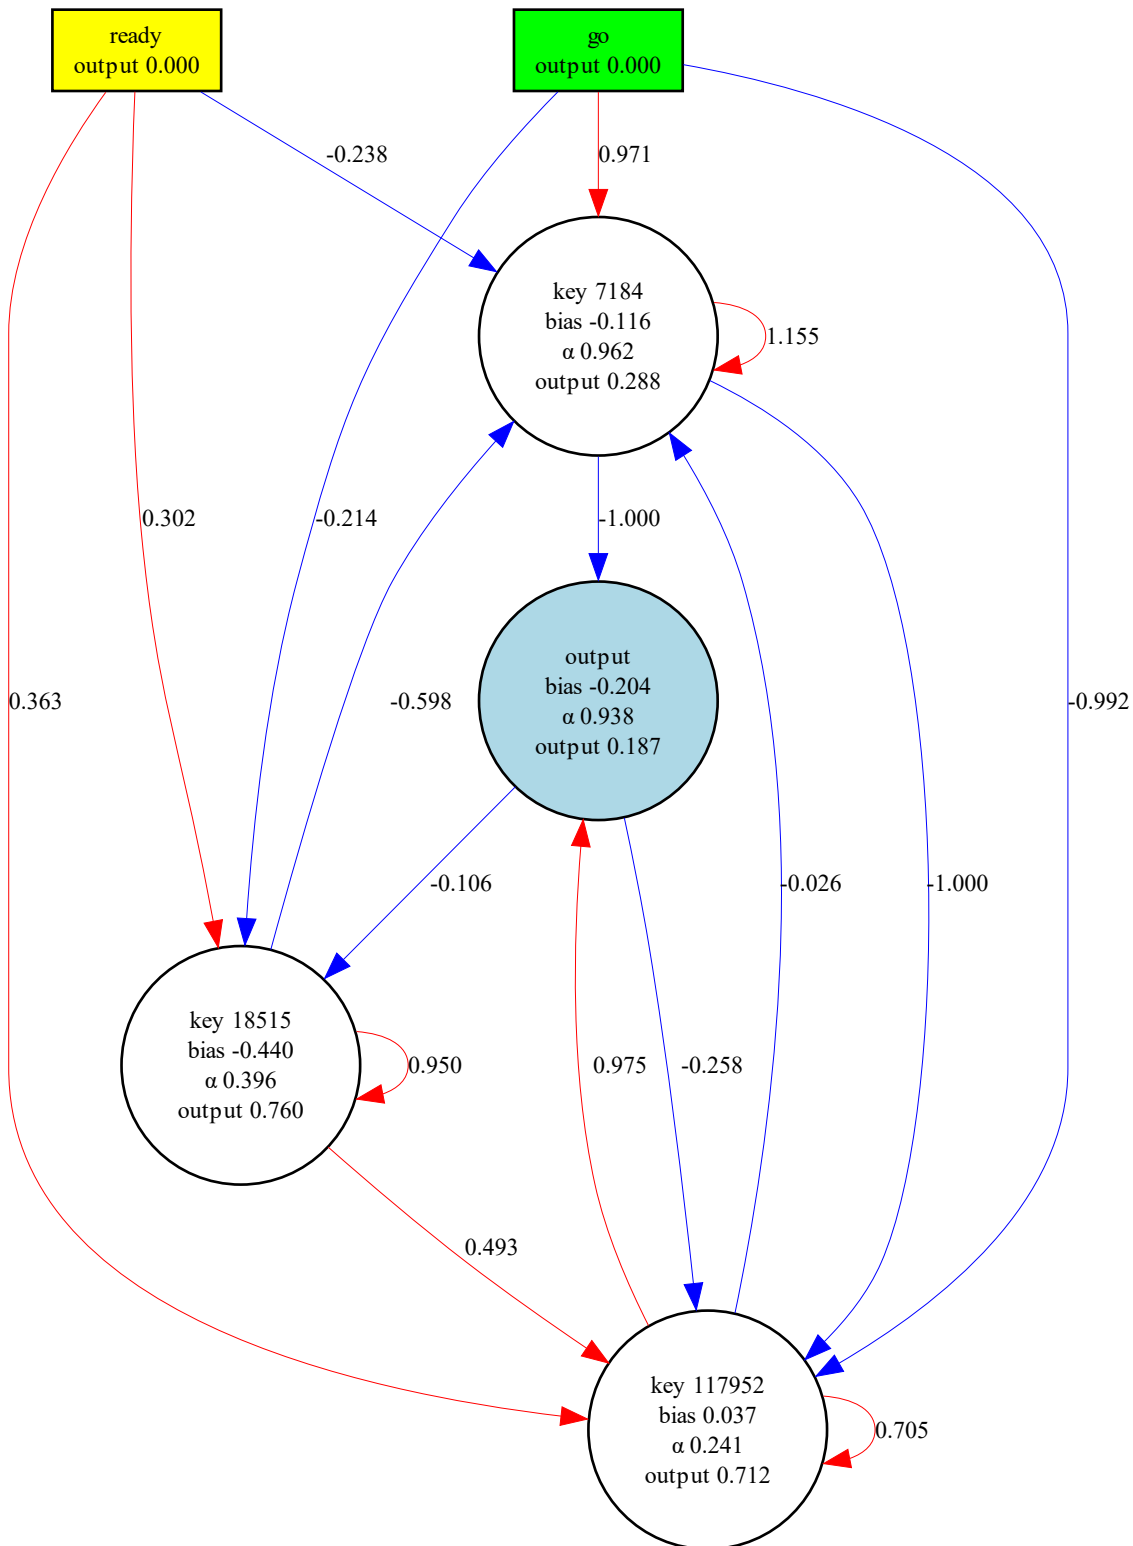 ready
output 0.000
go
output 0.000
-0.238
0.971
key 7184
bias -0.116
α 0.962
output 0.288
1.155
0.302
-0.214
-1.000
output
bias -0.204
α 0.938
output 0.187
0.363
-0.598
-0.992
-0.106
-0.026
-1.000
key 18515
bias -0.440
α 0.396
output 0.760
0.950
0.975
-0.258
0.493
key 117952
bias 0.037
α 0.241
output 0.712
0.705